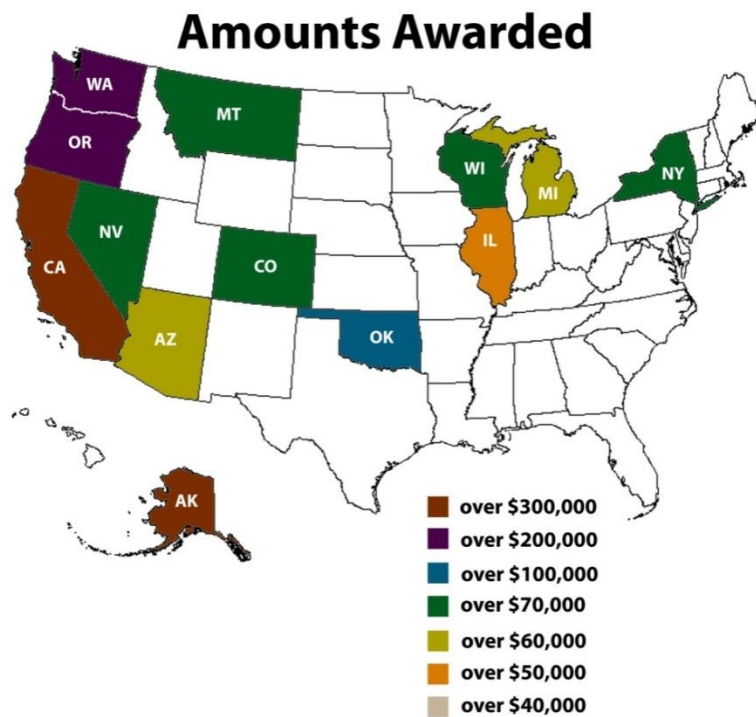 Amounts Awarded
WA
OR
MT
WI
MI
NY
NV
CA
CO
IL
AZ
OK
AK
over $300,000
over $200,000
over $100,000
over $70,000
over $60,000
over $50,000
over $40,000